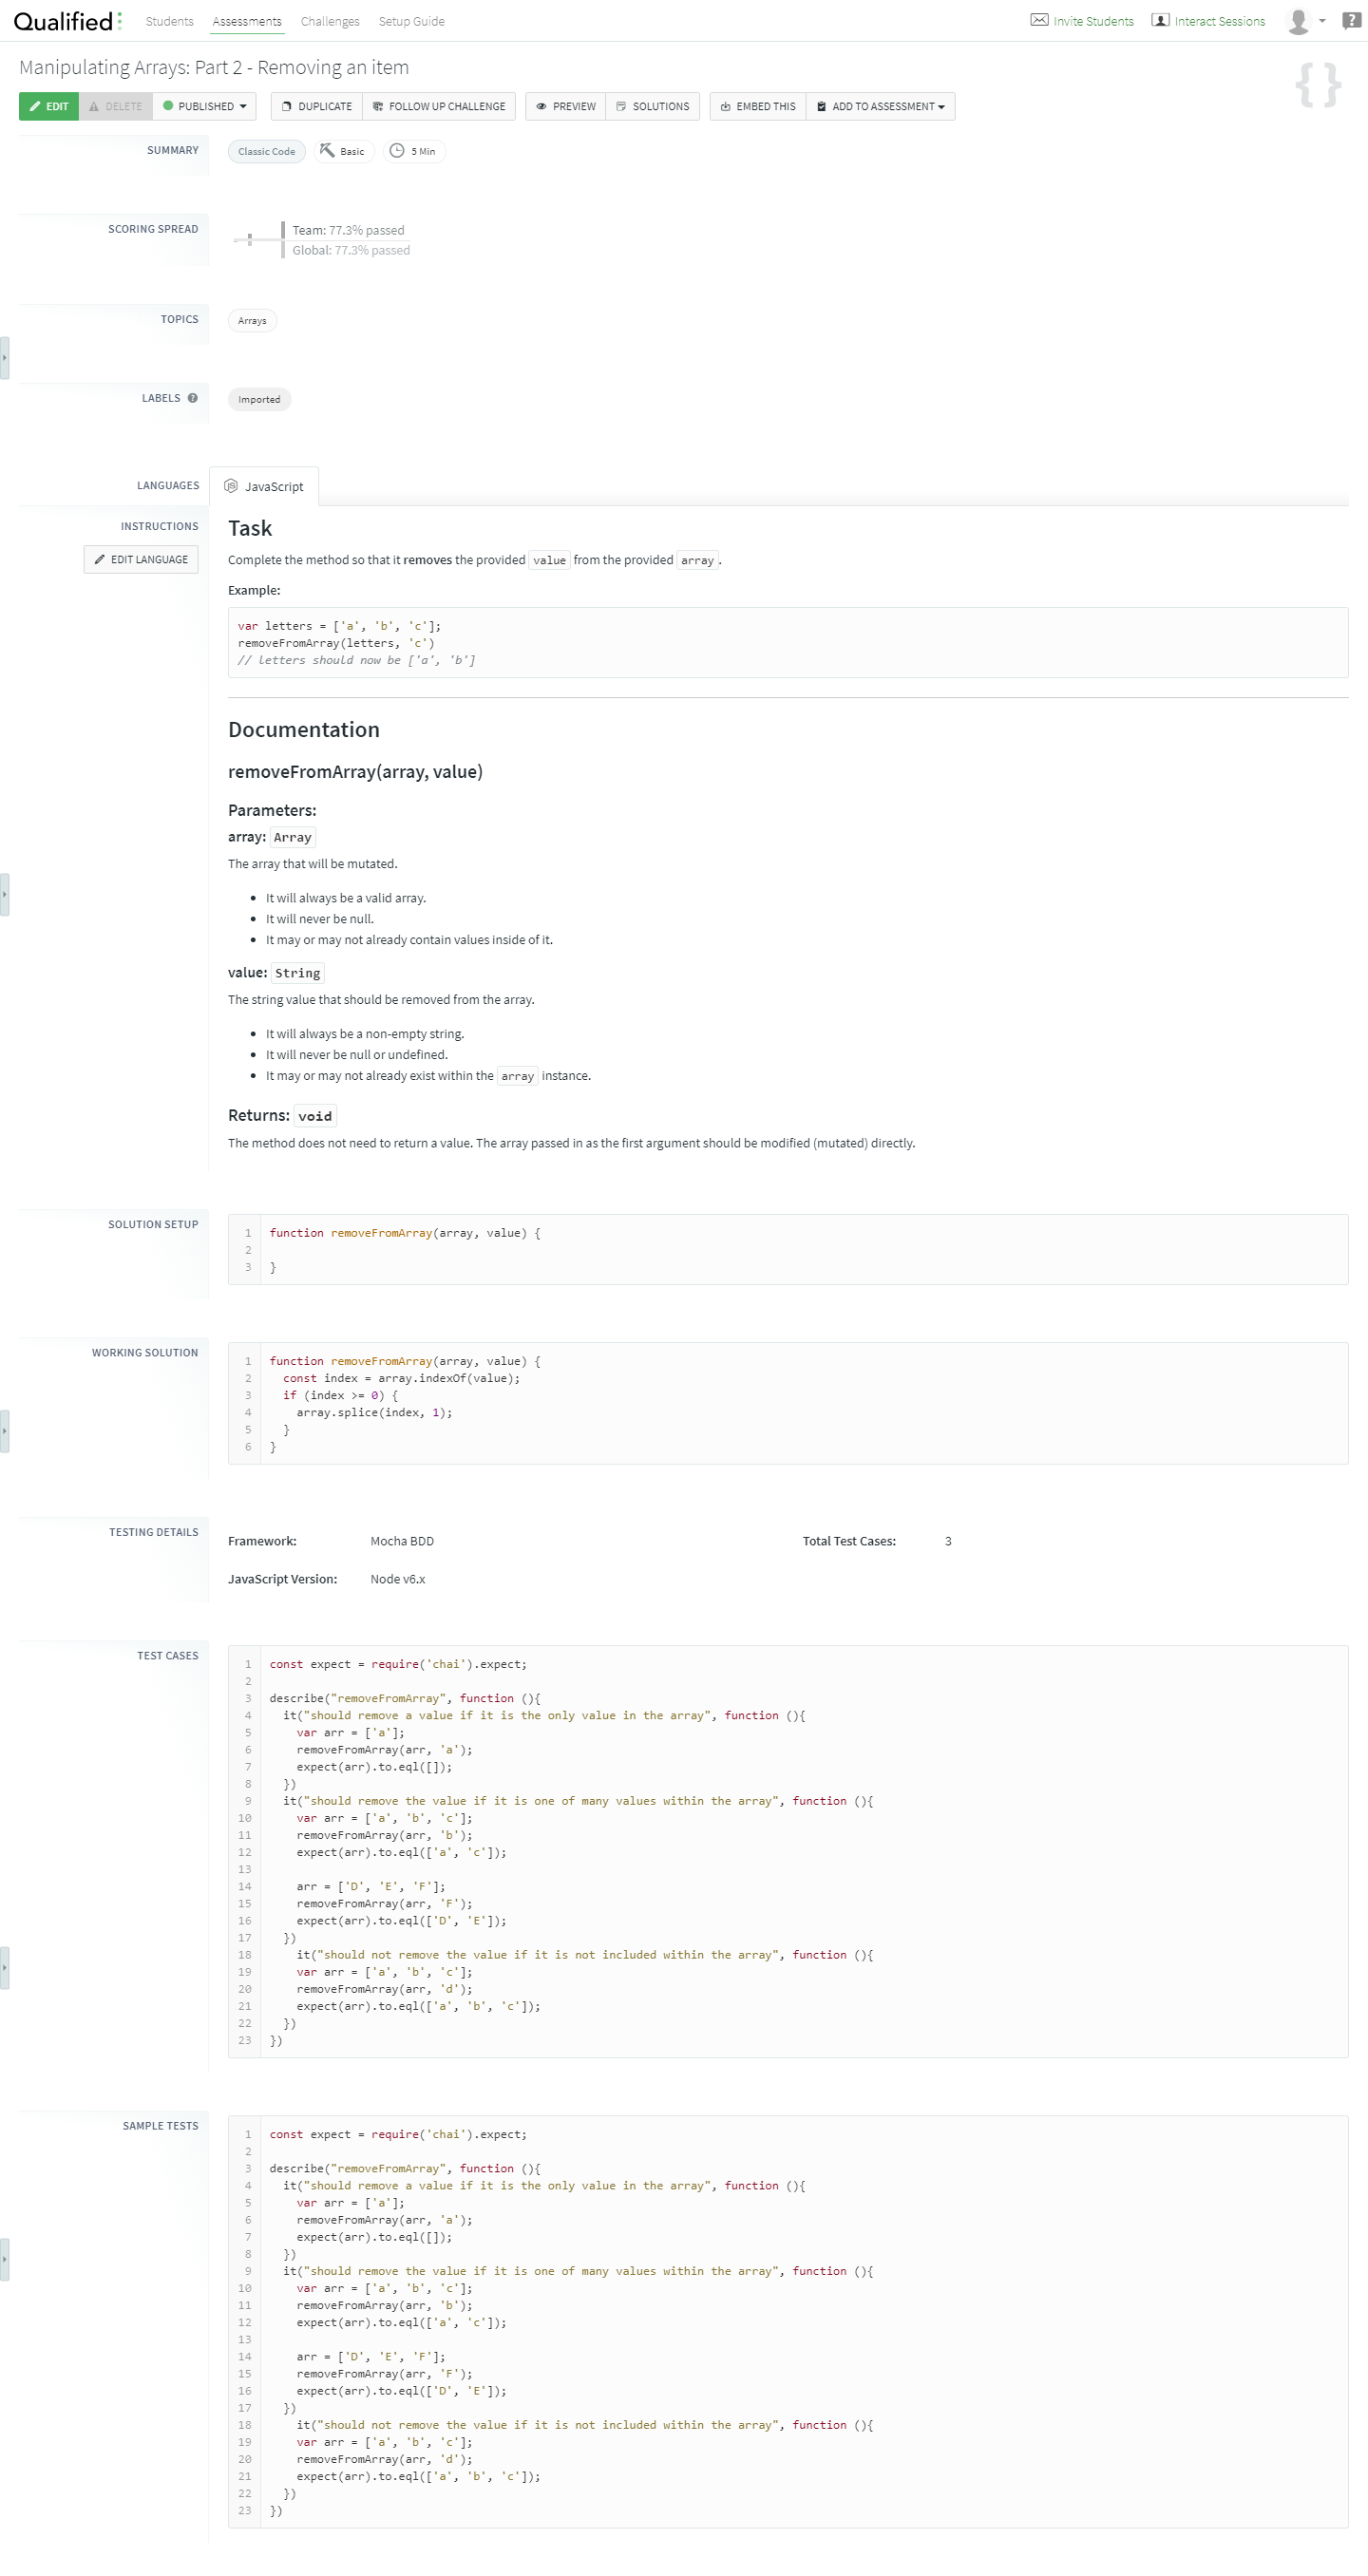 Qualified Students Assessments Challenges Setup Guide Invite Students Interact Sessions
Manipulating Arrays: Part 2 - Removing an item
EDIT DELETE PUBLISHED DUPLICATE FOLLOW UP CHALLENGE PREVIEW SOLUTIONS EMBED THIS ADD TO ASSESSMENT
SUMMARY Classic Code Basic 5 Min
SCORING SPREAD Team: 77.3% passed
Global: 77.3% passed
TOPICS Arrays
LABELS Imported
LANGUAGES JavaScript
INSTRUCTIONS
EDIT LANGUAGE
Task
Complete the method so that it removes the provided value from the provided array.
Example:
var letters = ['a', 'b', 'c'];
removeFromArray(letters, 'c')
// letters should now be ['a', 'b']
Documentation
removeFromArray(array, value)
Parameters:
array: Array
The array that will be mutated.
• It will always be a valid array.
• It will never be null.
• It may or may not already contain values inside of it.
value: String
The string value that should be removed from the array.
• It will always be a non-empty string.
• It will never be null or undefined.
• It may or may not already exist within the array instance.
Returns: void
The method does not need to return a value. The array passed in as the first argument should be modified (mutated) directly.
SOLUTION SETUP
1 function removeFromArray(array, value) {
2
3 }
WORKING SOLUTION
1 function removeFromArray(array, value) {
2   const index = array.indexOf(value);
3   if (index >= 0) {
4     array.splice(index, 1);
5   }
6 }
TESTING DETAILS
Framework: Mocha BDD Total Test Cases: 3
JavaScript Version: Node v6.x
TEST CASES
1 const expect = require('chai').expect;
2
3 describe("removeFromArray", function (){
4   it("should remove a value if it is the only value in the array", function (){
5     var arr = ['a'];
6     removeFromArray(arr, 'a');
7     expect(arr).to.eql([]);
8   })
9   it("should remove the value if it is one of many values within the array", function (){
10     var arr = ['a', 'b', 'c'];
11     removeFromArray(arr, 'b');
12     expect(arr).to.eql(['a', 'c']);
13
14     arr = ['D', 'E', 'F'];
15     removeFromArray(arr, 'F');
16     expect(arr).to.eql(['D', 'E']);
17   })
18     it("should not remove the value if it is not included within the array", function (){
19     var arr = ['a', 'b', 'c'];
20     removeFromArray(arr, 'd');
21     expect(arr).to.eql(['a', 'b', 'c']);
22   })
23 })
SAMPLE TESTS
1 const expect = require('chai').expect;
2
3 describe("removeFromArray", function (){
4   it("should remove a value if it is the only value in the array", function (){
5     var arr = ['a'];
6     removeFromArray(arr, 'a');
7     expect(arr).to.eql([]);
8   })
9   it("should remove the value if it is one of many values within the array", function (){
10     var arr = ['a', 'b', 'c'];
11     removeFromArray(arr, 'b');
12     expect(arr).to.eql(['a', 'c']);
13
14     arr = ['D', 'E', 'F'];
15     removeFromArray(arr, 'F');
16     expect(arr).to.eql(['D', 'E']);
17   })
18     it("should not remove the value if it is not included within the array", function (){
19     var arr = ['a', 'b', 'c'];
20     removeFromArray(arr, 'd');
21     expect(arr).to.eql(['a', 'b', 'c']);
22   })
23 })